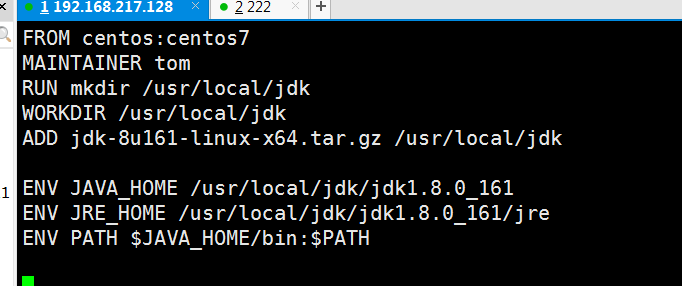 1 192.168.217.128
2 222
FROM centos:centos7
MAINTAINER tom
RUN mkdir /usr/local/jdk
WORKDIR /usr/local/jdk
ADD jdk-8u161-linux-x64.tar.gz /usr/local/jdk
1
ENV JAVA_HOME /usr/local/jdk/jdk1.8.0_161
ENV JRE_HOME /usr/local/jdk/jdk1.8.0_161/jre
ENV PATH $JAVA_HOME/bin:$PATH